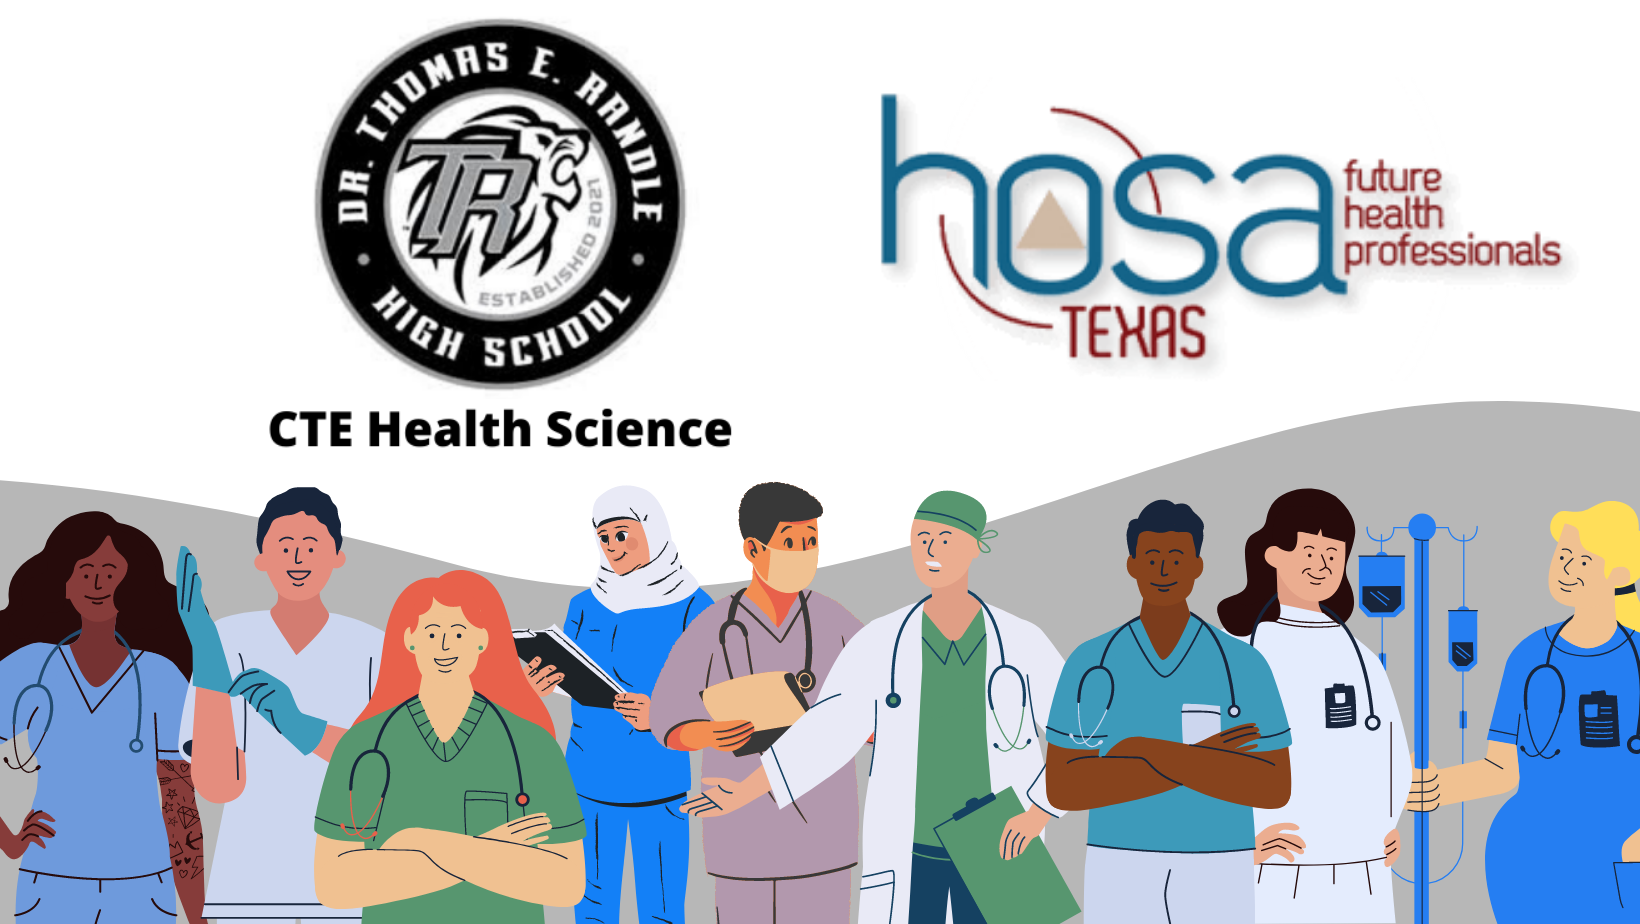 DR. THOMAS E. RANDLE
TR
ESTABLISHED 2021
HIGH SCHOOL
CTE Health Science
hosa
future
health
professionals
TEXAS